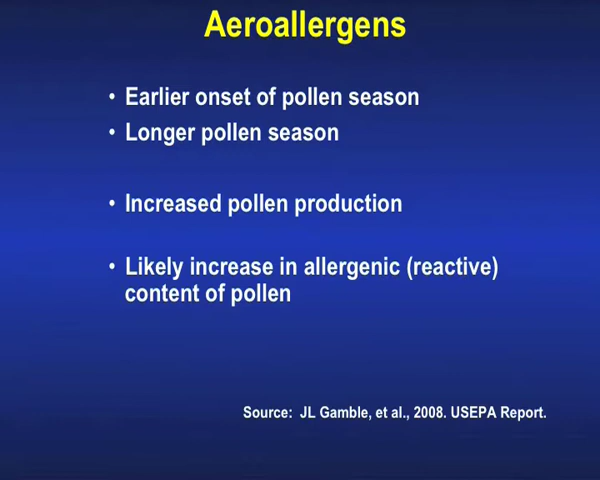 Aeroallergens
• Earlier onset of pollen season
• Longer pollen season
• Increased pollen production
• Likely increase in allergenic (reactive)
content of pollen
Source: JL Gamble, et al., 2008. USEPA Report.